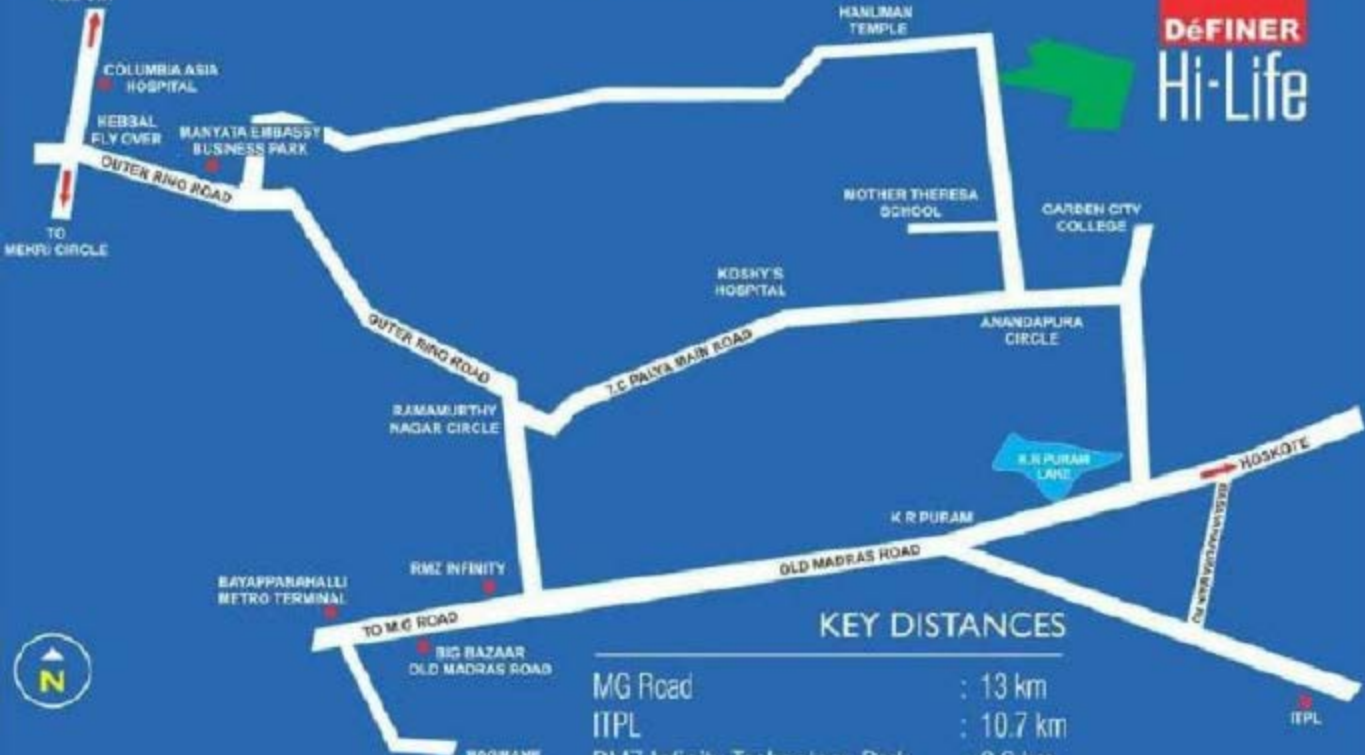 HANUMAN
TEMPLE
DéFINER
Hi-Life
COLUMBIA ASIA
HOSPITAL
HEBBAL
FLY OVER
MANYATA EMBASSY
BUSINESS PARK
OUTER RING ROAD
TO
MEKRI CIRCLE
MOTHER THERESA
SCHOOL
GARDEN CITY
COLLEGE
KOSHY'S
HOSPITAL
ANANDAPURA
CIRCLE
OUTER RING ROAD
T.C PALYA MAIN ROAD
RAMAMURTHY
NAGAR CIRCLE
K.R PURAM
LAKE
HOSKOTE
K R PURAM
OLD MADRAS ROAD
RMZ INFINITY
BAYAPPANAHALLI
METRO TERMINAL
TO M.G ROAD
BIG BAZAAR
OLD MADRAS ROAD
N
KEY DISTANCES
MG Road : 13 km
ITPL : 10.7 km
ITPL